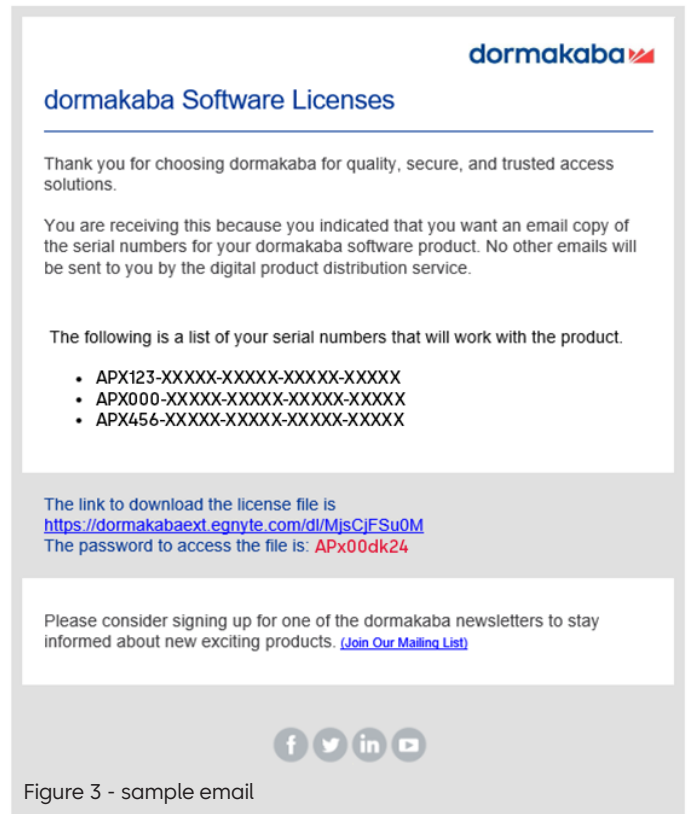 dormakaba
dormakaba Software Licenses
Thank you for choosing dormakaba for quality, secure, and trusted access
solutions.
You are receiving this because you indicated that you want an email copy of
the serial numbers for your dormakaba software product. No other emails will
be sent to you by the digital product distribution service.
The following is a list of your serial numbers that will work with the product.
• APX123-XXXXX-XXXXX-XXXXX-XXXXX
• APX000-XXXXX-XXXXX-XXXXX-XXXXX
• APX456-XXXXX-XXXXX-XXXXX-XXXXX
The link to download the license file is
https://dormakabaext.egnyte.com/dl/MjsCjFSu0M
The password to access the file is: APx00dk24
Please consider signing up for one of the dormakaba newsletters to stay
informed about new exciting products. (Join Our Mailing List)
f in
Figure 3 - sample email